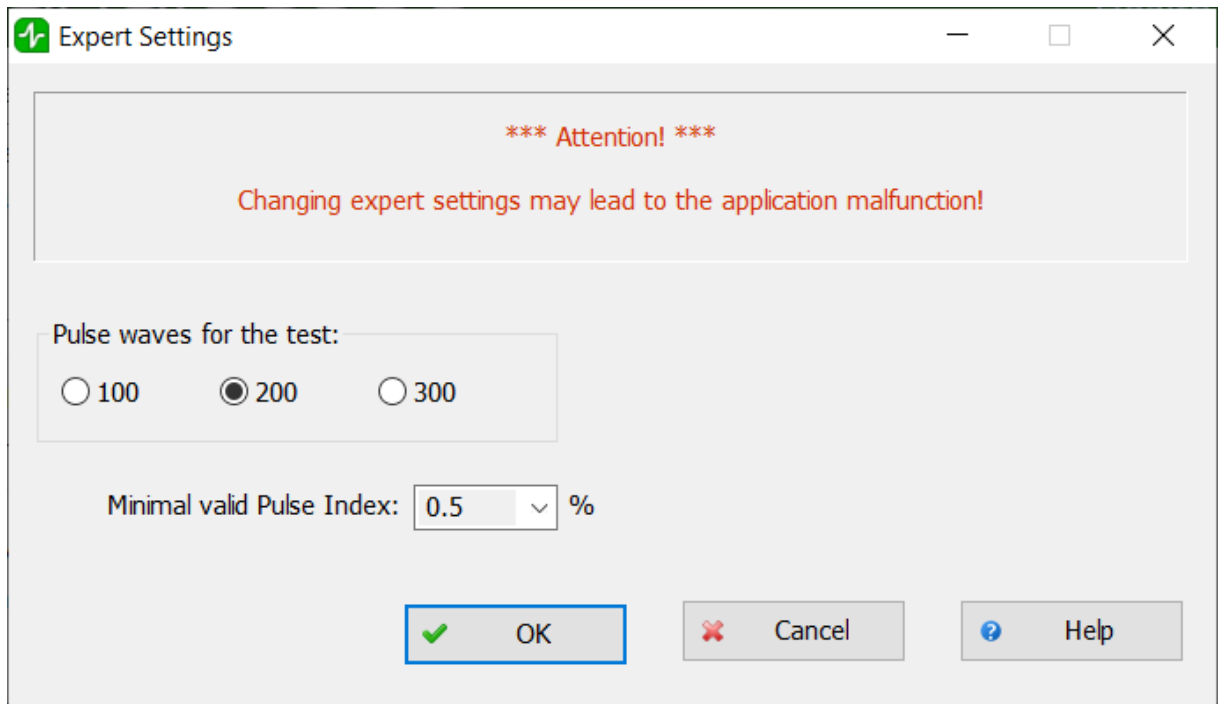 Expert Settings
*** Attention! ***
Changing expert settings may lead to the application malfunction!
Pulse waves for the test:
100 200 300
Minimal valid Pulse Index: 0.5 %
OK Cancel Help